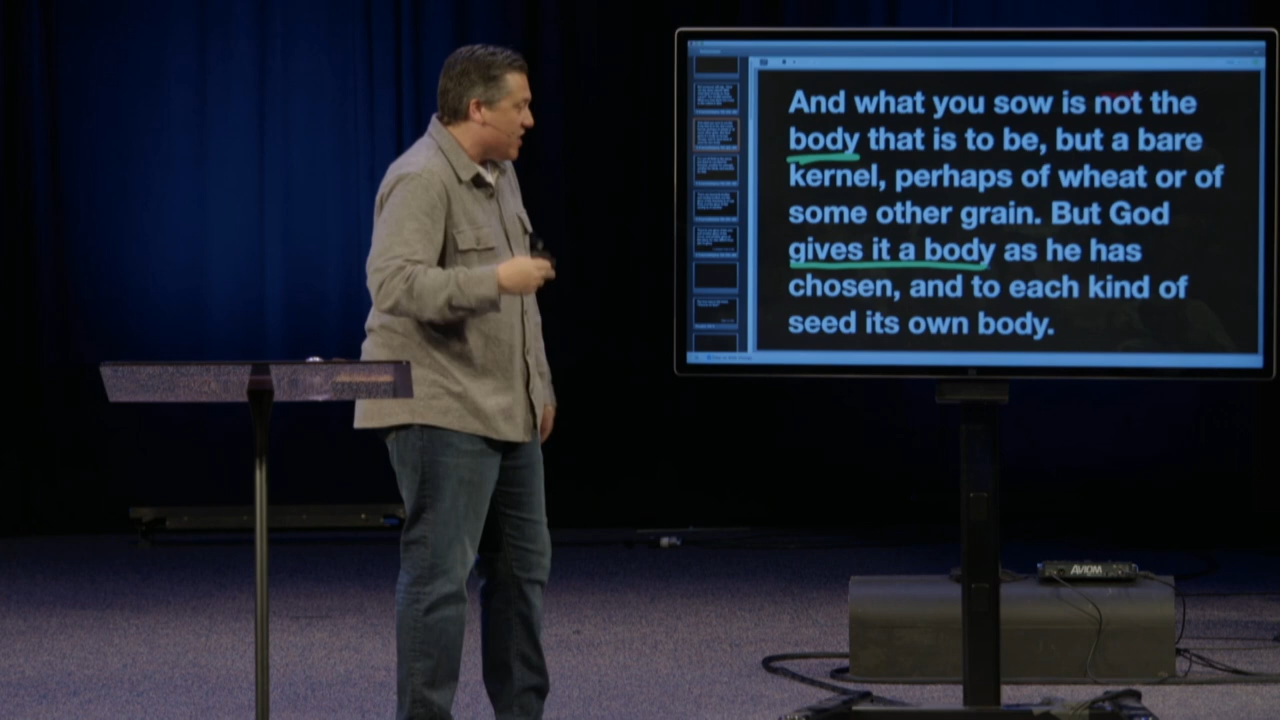 And what you sow is not the
body that is to be, but a bare
kernel, perhaps of wheat or of
some other grain. But God
gives it a body as he has
chosen, and to each kind of
seed its own body.
AVIOM